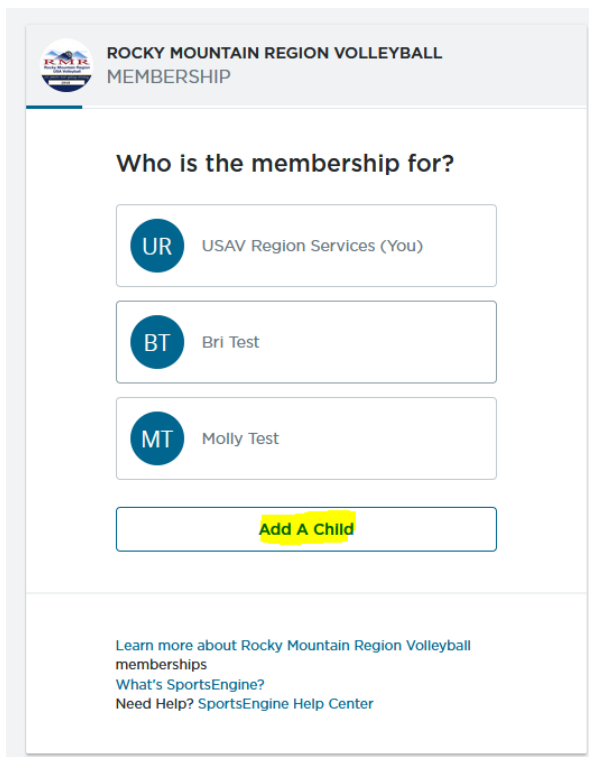 RMR
ROCKY MOUNTAIN REGION VOLLEYBALL
MEMBERSHIP
Who is the membership for?
UR USAV Region Services (You)
BT Bri Test
MT Molly Test
Add A Child
Learn more about Rocky Mountain Region Volleyball
memberships
What's SportsEngine?
Need Help? SportsEngine Help Center